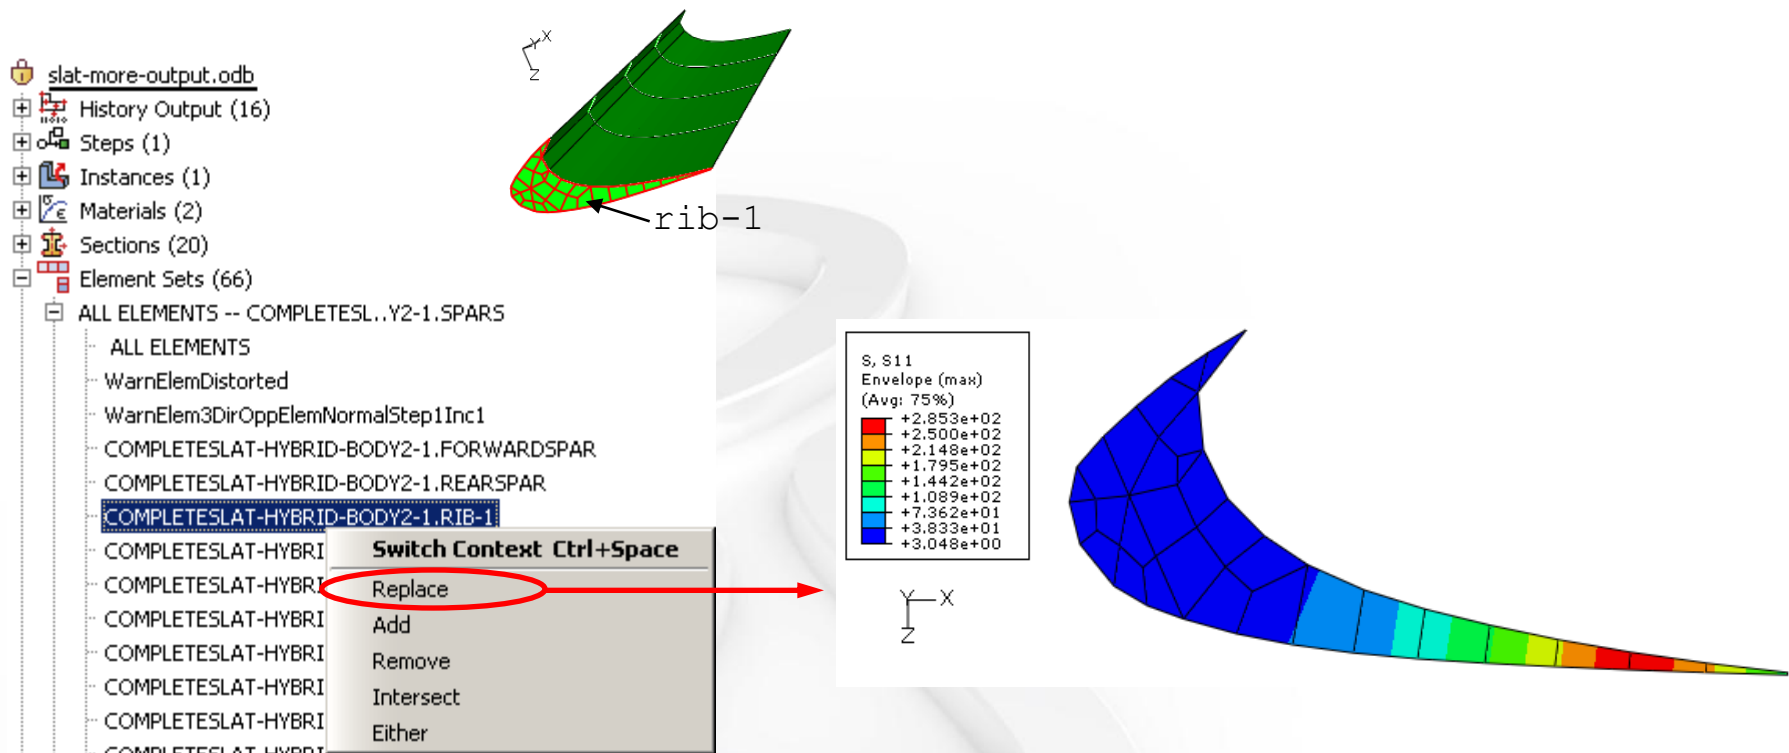 slat-more-output.odb
History Output (16)
Steps (1)
Instances (1)
Materials (2)
Sections (20)
Element Sets (66)
ALL ELEMENTS -- COMPLETESL..Y2-1.SPARS
ALL ELEMENTS
WarnElemDistorted
WarnElem3DirOppElemNormalStep1Inc1
COMPLETESLAT-HYBRID-BODY2-1.FORWARDSPAR
COMPLETESLAT-HYBRID-BODY2-1.REARSPAR
COMPLETESLAT-HYBRID-BODY2-1.RIB-1
COMPLETESLAT-HYBRI
COMPLETESLAT-HYBRI
COMPLETESLAT-HYBRI
COMPLETESLAT-HYBRI
COMPLETESLAT-HYBRI
COMPLETESLAT-HYBRI
COMPLETESLAT-HYBRI
Switch Context Ctrl+Space
Replace
Add
Remove
Intersect
Either
Y X
Z
rib-1
S, S11
Envelope (max)
(Avg: 75%)
+2.853e+02
+2.500e+02
+2.148e+02
+1.795e+02
+1.442e+02
+1.089e+02
+7.362e+01
+3.833e+01
+3.048e+00
Y X
Z